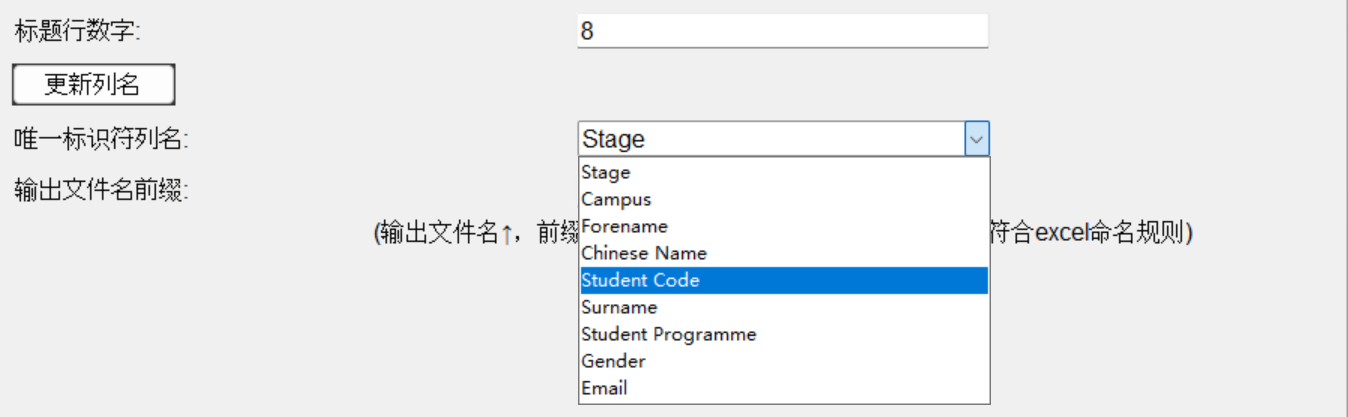 标题行数字:
8
更新列名
唯一标识符列名:
Stage
Stage
输出文件名前缀:
Campus
Forename
(输出文件名↑，前缀
符合excel命名规则)
Chinese Name
Student Code
Surname
Student Programme
Gender
Email